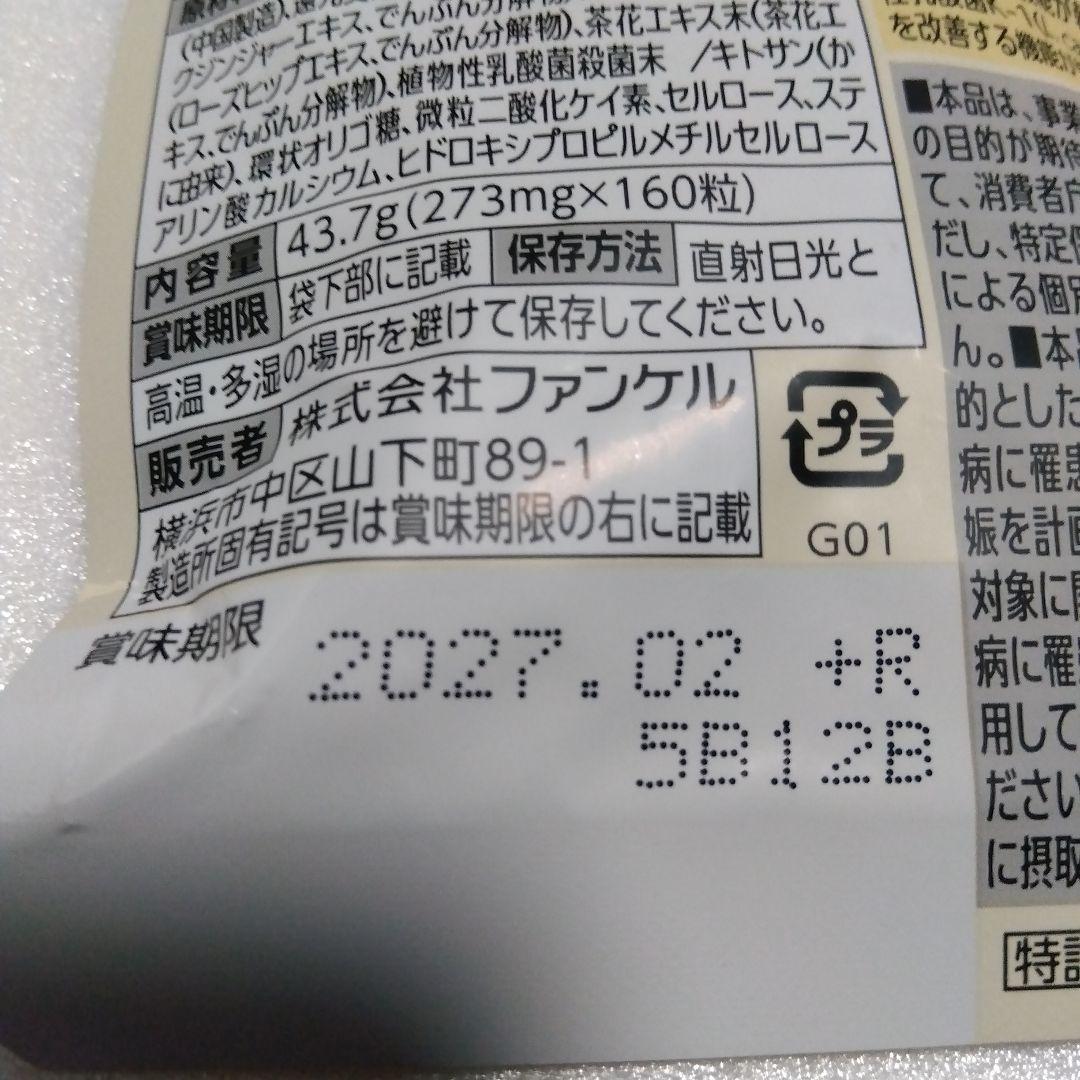 (中国製造)、
クジンジャーエキス、でんぷん分解物)、茶花エキス末(茶花エ
(ローズヒップエキス、でんぷん分解物)、植物性乳酸菌殺菌末 /キトサン(か
キス、でんぷん分解物)、環状オリゴ糖、微粒二酸化ケイ素、セルロース、ステ
に由来)、
アリン酸カルシウム、ヒドロキシプロピルメチルセルロース
内容量 43.7g(273mg×160粒)
賞味期限 袋下部に記載 保存方法 直射日光と
高温・多湿の場所を避けて保存してください。
販売者 株式会社ファンケル
横浜市中区山下町89-1
製造所固有記号は賞味期限の右に記載
プラ
G01
賞味期限 2027.02 +R
5B12B
を改善する機能が
■本品は、事業
の目的が期待
て、消費者庁
だし、特定保
による個別
ん。■本品
的とした
病に罹患
娠を計画
対象に開
病に罹患
用して
ださい
に摂取
特許